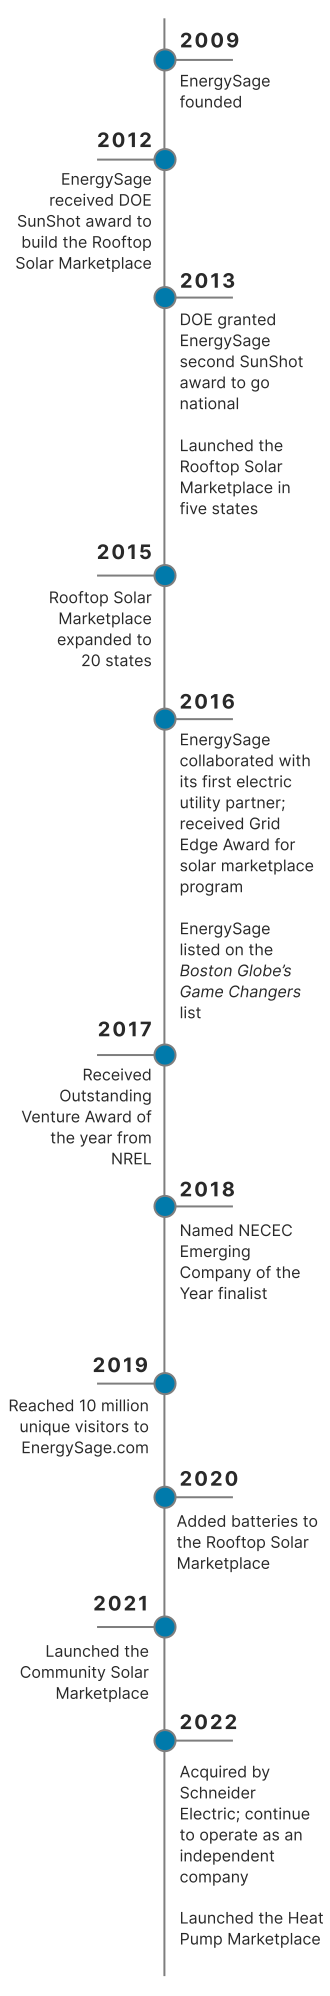 2009
EnergySage
founded
2012
EnergySage
received DOE
SunShot award to
build the Rooftop
Solar Marketplace
2013
DOE granted
EnergySage
second SunShot
award to go
national
Launched the
Rooftop Solar
Marketplace in
five states
2015
Rooftop Solar
Marketplace
expanded to
20 states
2016
EnergySage
collaborated with
its first electric
utility partner;
received Grid
Edge Award for
solar marketplace
program
EnergySage
listed on the
Boston Globe's
Game Changers
list
2017
Received
Outstanding
Venture Award of
the year from
NREL
2018
Named NECEC
Emerging
Company of the
Year finalist
2019
Reached 10 million
unique visitors to
EnergySage.com
2020
Added batteries to
the Rooftop Solar
Marketplace
2021
Launched the
Community Solar
Marketplace
2022
Acquired by
Schneider
Electric; continue
to operate as an
independent
company
Launched the Heat
Pump Marketplace